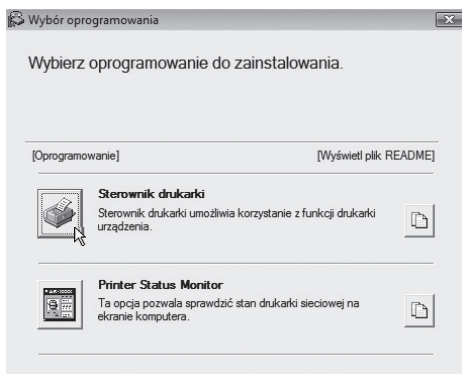 Wybór oprogramowania
Wybierz oprogramowanie do zainstalowania.
[Oprogramowanie]
[Wyświetl plik README]
Sterownik drukarki
Sterownik drukarki umożliwia korzystanie z funkcji drukarki
urządzenia.
Printer Status Monitor
Ta opcja pozwala sprawdzić stan drukarki sieciowej na
ekranie komputera.